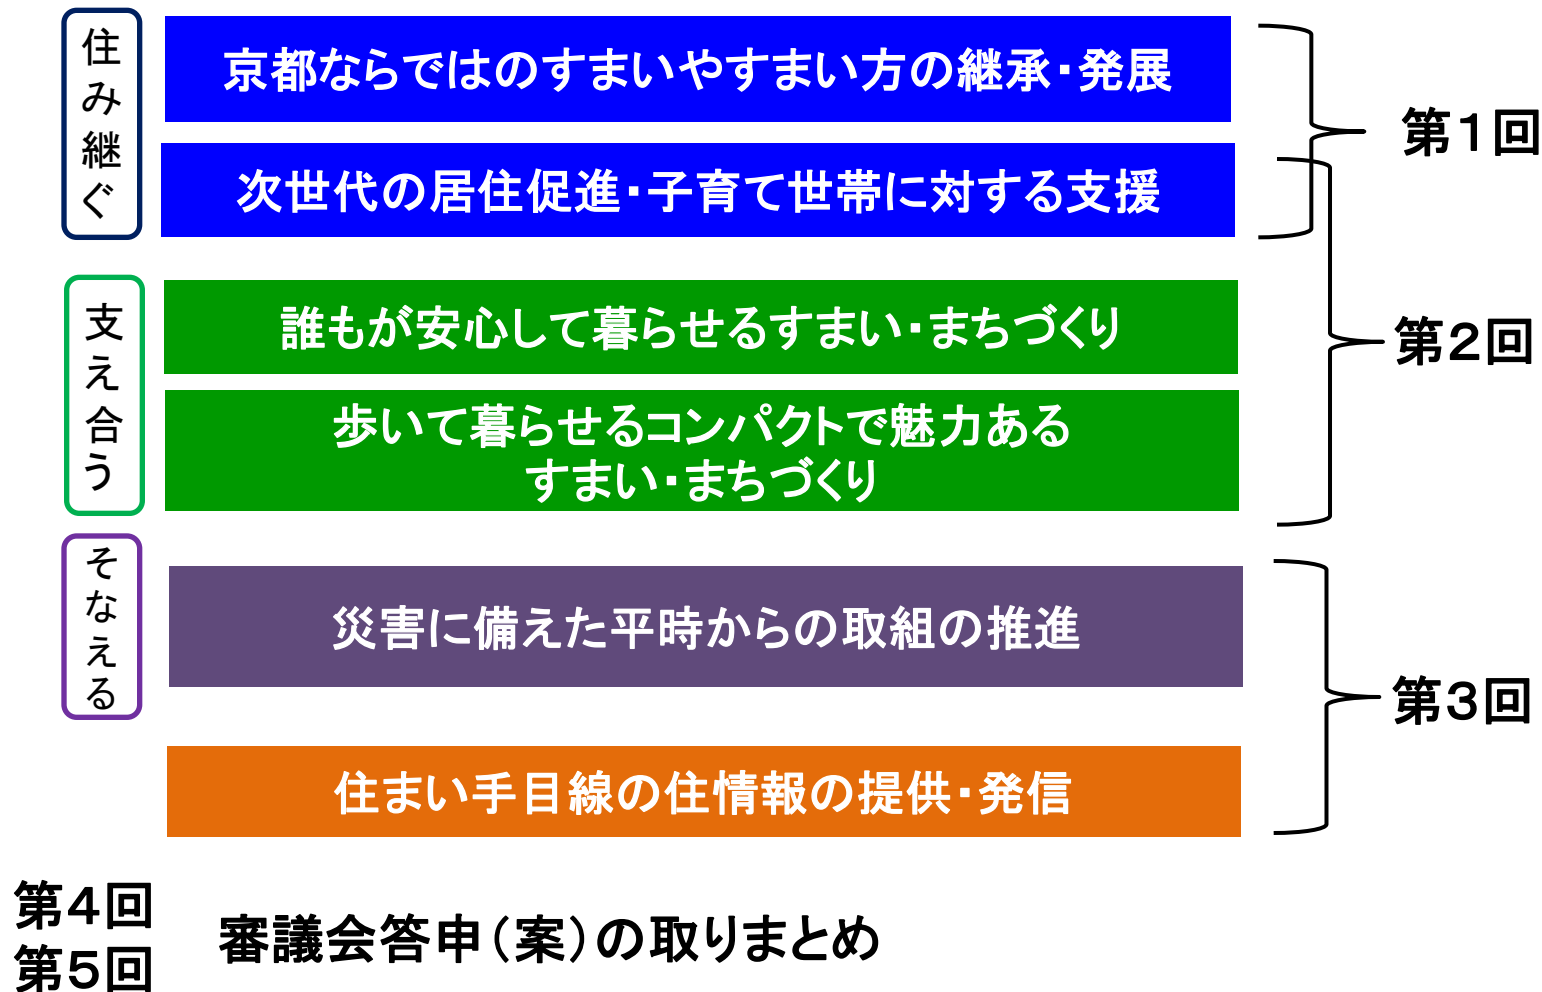 住み継ぐ
京都ならではのすまいやすまい方の継承・発展
次世代の居住促進・子育て世帯に対する支援
第１回
支え合う
誰もが安心して暮らせるすまい・まちづくり
歩いて暮らせるコンパクトで魅力ある
すまい・まちづくり
第２回
そなえる
災害に備えた平時からの取組の推進
住まい手目線の住情報の提供・発信
第３回
第４回
第５回
審議会答申（案）の取りまとめ